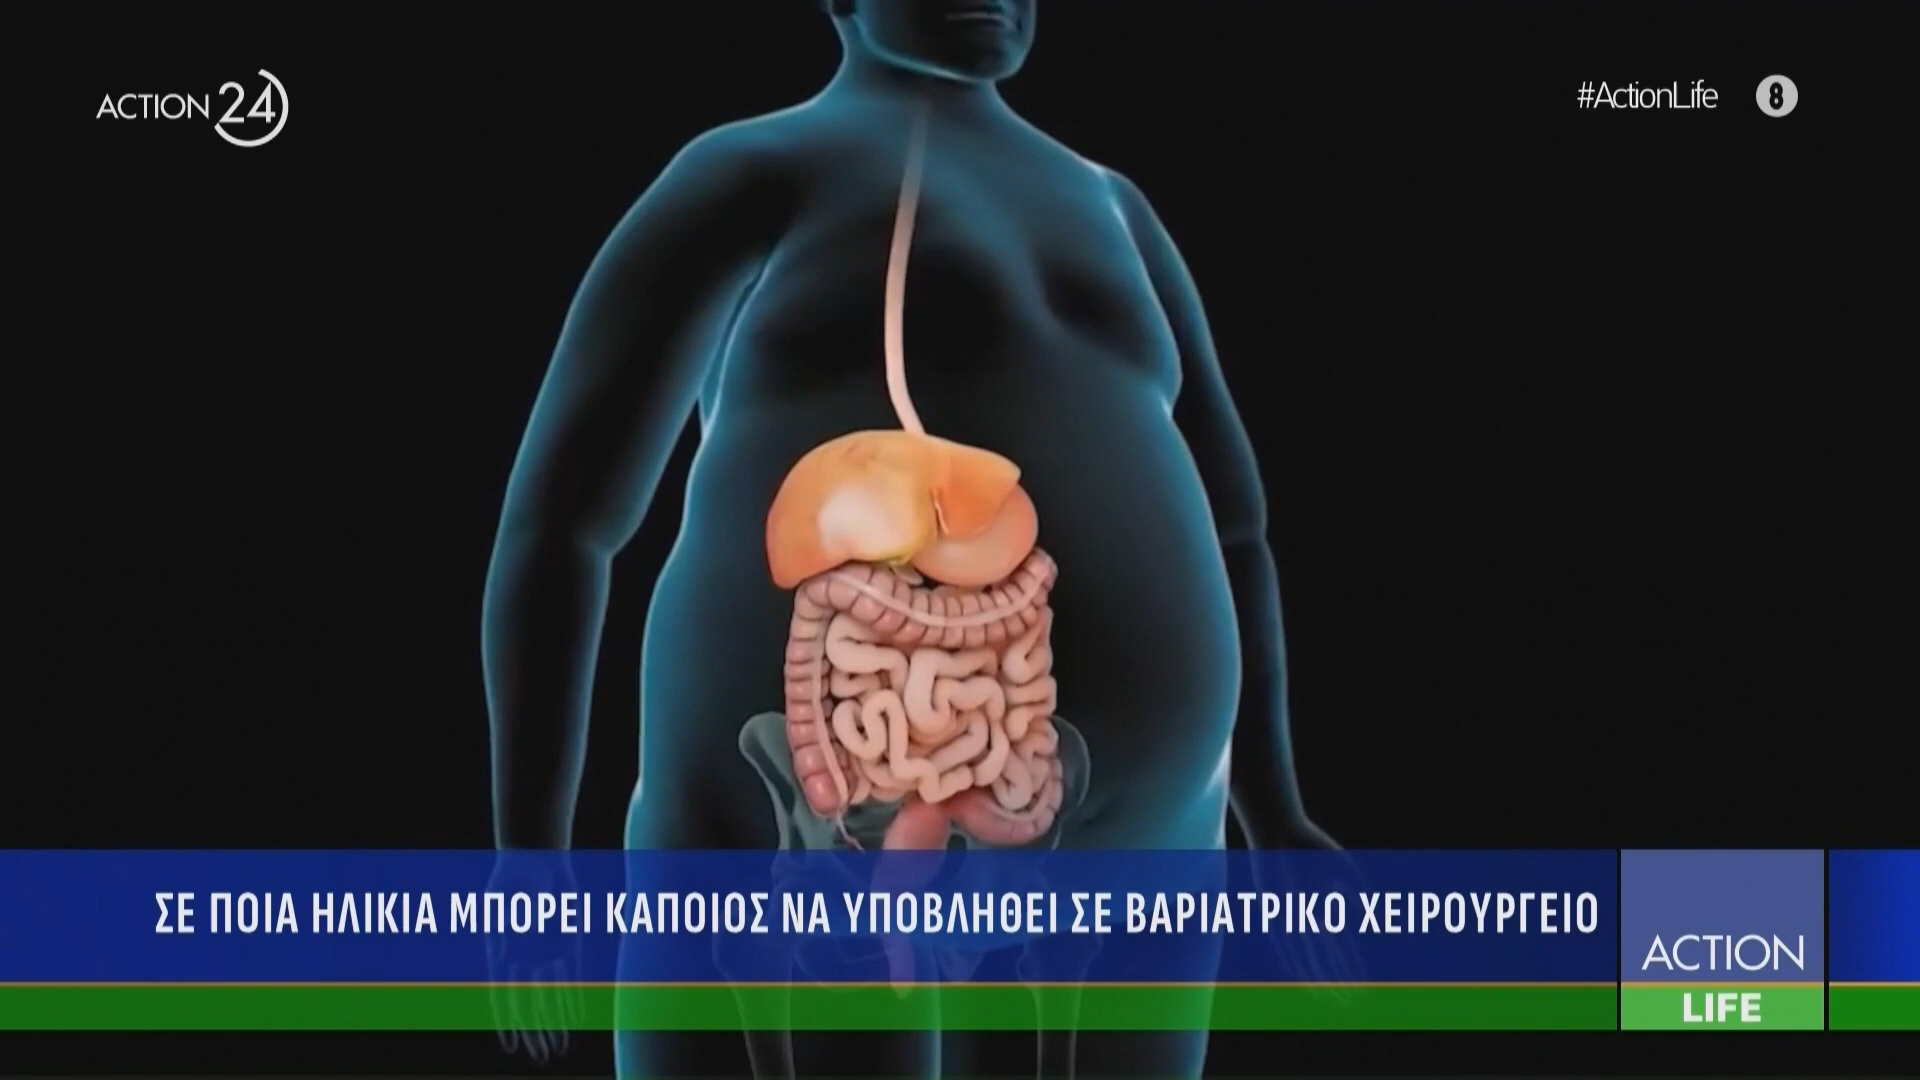 ACTION 24
#ActionLife 8
ΣΕ ΠΟΙΑ ΗΛΙΚΙΑ ΜΠΟΡΕΙ ΚΑΠΟΙΟΣ ΝΑ ΥΠΟΒΛΗΘΕΙ ΣΕ ΒΑΡΙΑΤΡΙΚΟ ΧΕΙΡΟΥΡΓΕΙΟ
ACTION
LIFE